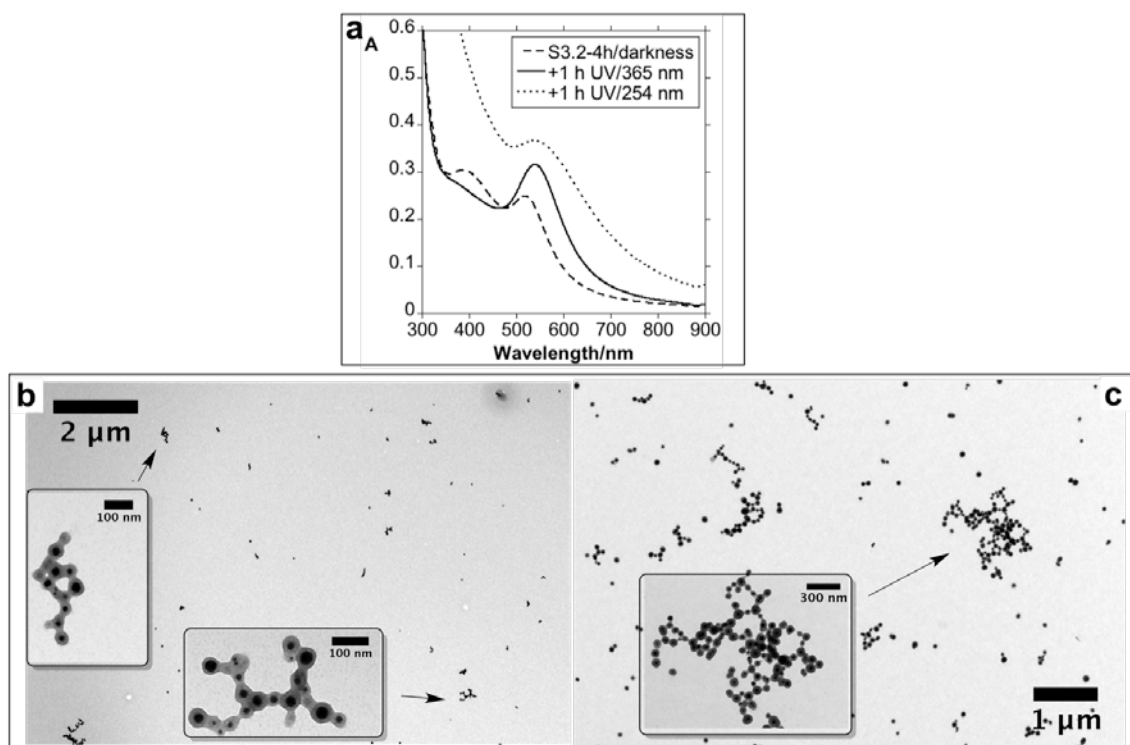 a
A
0.6
0.5
0.4
0.3
0.2
0.1
0
S3.2-4h/darkness
+1 h UV/365 nm
+1 h UV/254 nm
300 400 500 600 700 800 900
Wavelength/nm
b
2 µm
100 nm
100 nm
c
300 nm
1 µm